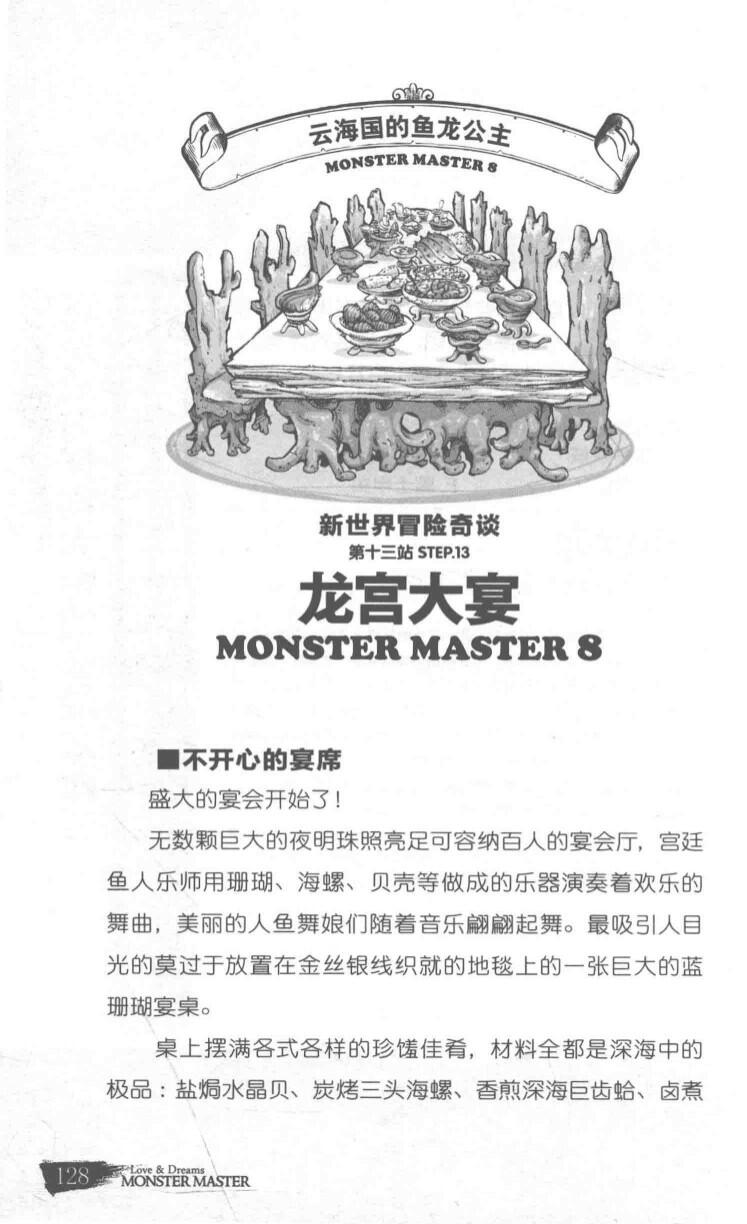 云海国的鱼龙公主
MONSTER MASTER 8
新世界冒险奇谈
第十三站 STEP.13
龙宫大宴
MONSTER MASTER 8
■不开心的宴席
盛大的宴会开始了！
无数颗巨大的夜明珠照亮足可容纳百人的宴会厅，宫廷
鱼人乐师用珊瑚、海螺、贝壳等做成的乐器演奏着欢乐的
舞曲，美丽的人鱼舞娘们随着音乐翩翩起舞。最吸引人目
光的莫过于放置在金丝银线织就的地毯上的一张巨大的蓝
珊瑚宴桌。
桌上摆满各式各样的珍馐佳肴，材料全都是深海中的
极品：盐焗水晶贝、炭烤三头海螺、香煎深海巨齿蛤、卤煮
128
Love & Dreams
MONSTER MASTER